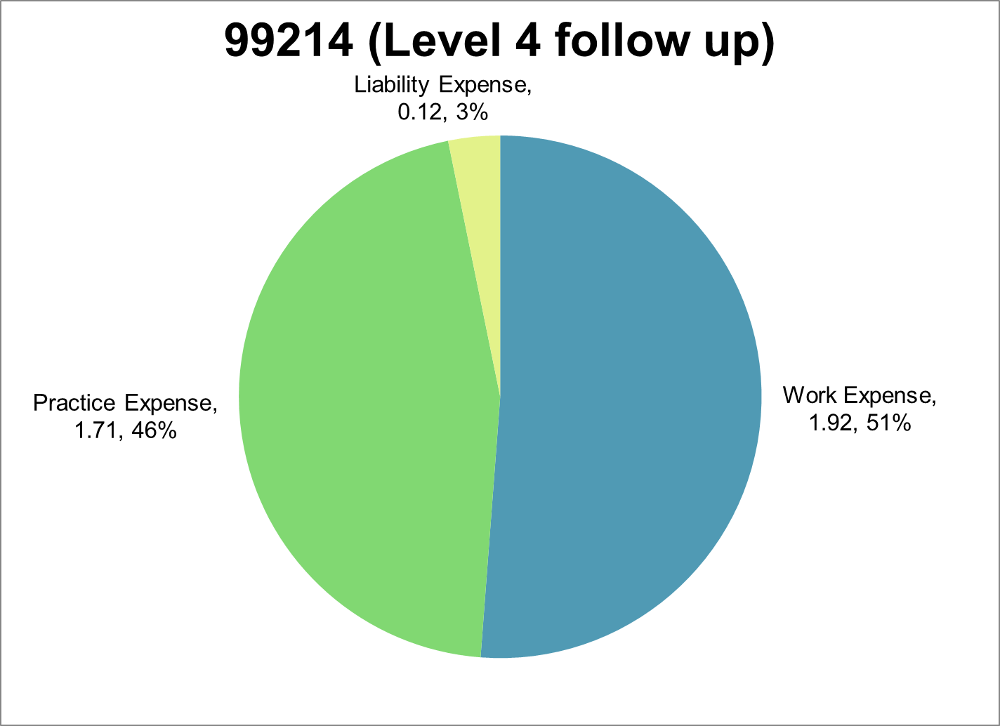 99214 (Level 4 follow up)
Liability Expense,
0.12, 3%
Practice Expense,
1.71, 46%
Work Expense,
1.92, 51%